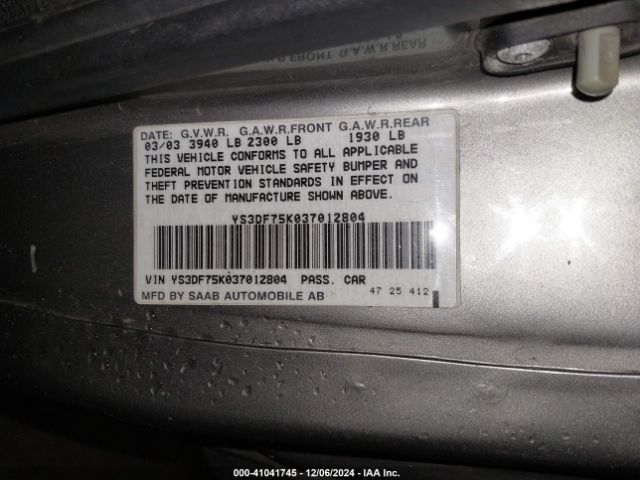 DATE: G.V.W.R. G.A.W.R.FRONT G.A.W.R.REAR
03/03 3940 LB 2300 LB 1930 LB
THIS VEHICLE CONFORMS TO ALL APPLICABLE
FEDERAL MOTOR VEHICLE SAFETY BUMPER AND
THEFT PREVENTION STANDARDS IN EFFECT ON
THE DATE OF MANUFACTURE SHOWN ABOVE.
YS3DF75K037012804
VIN YS3DF75K037012804 PASS. CAR
MFD BY SAAB AUTOMOBILE AB 47 25 412
000-41041745 - 12/06/2024 - IAA Inc.